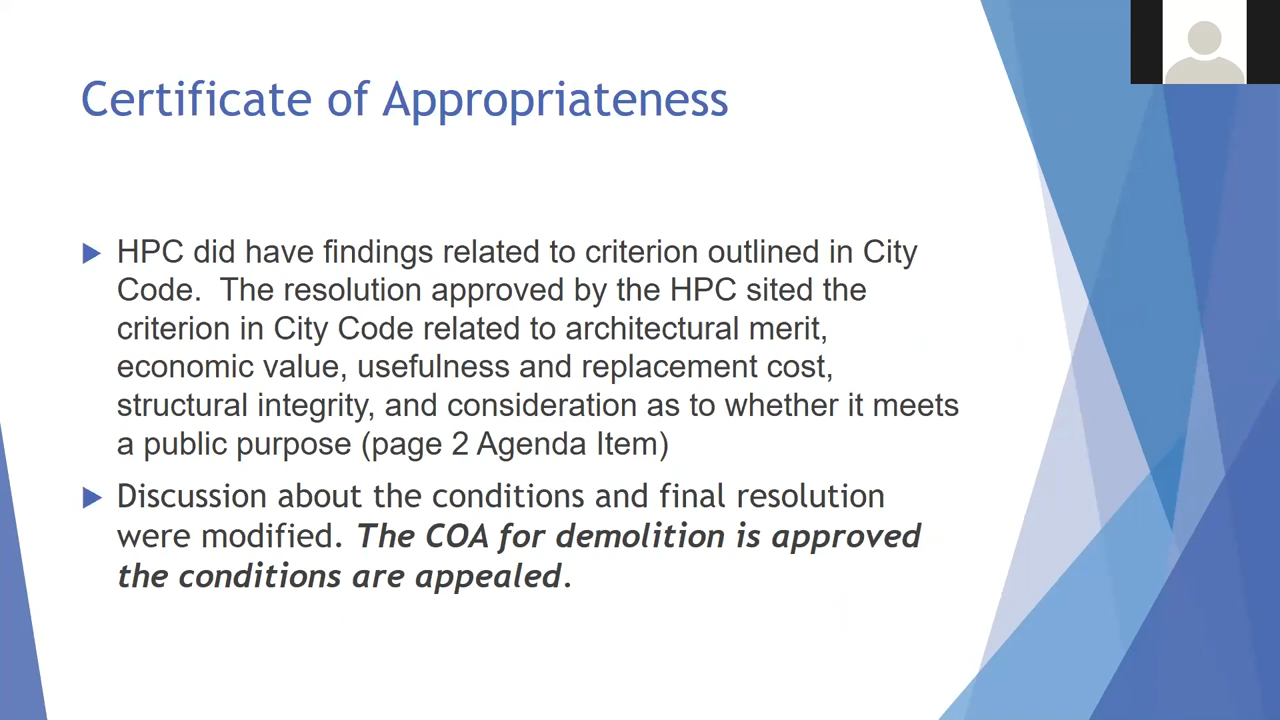 Certificate of Appropriateness
HPC did have findings related to criterion outlined in City
Code.  The resolution approved by the HPC sited the
criterion in City Code related to architectural merit,
economic value, usefulness and replacement cost,
structural integrity, and consideration as to whether it meets
a public purpose (page 2 Agenda Item)
Discussion about the conditions and final resolution
were modified. The COA for demolition is approved
the conditions are appealed.